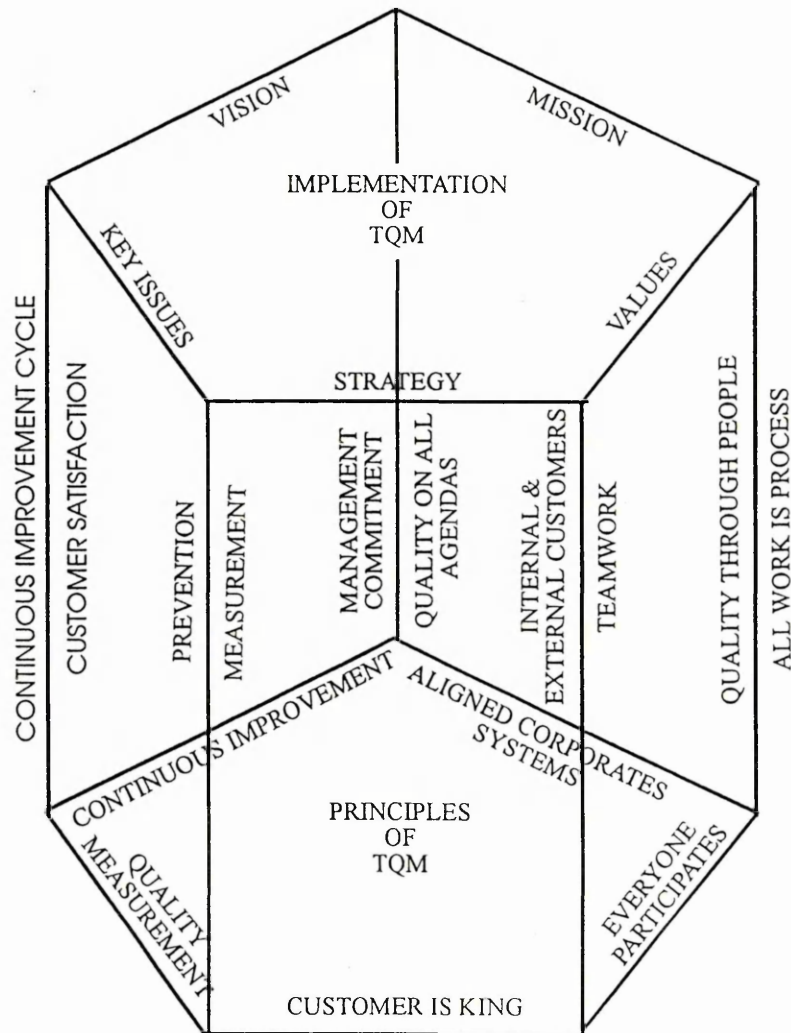 VISION
MISSION
IMPLEMENTATION
OF
TQM
KEY ISSUES
VALUES
STRATEGY
CONTINUOUS IMPROVEMENT CYCLE
CUSTOMER SATISFACTION
PREVENTION
MEASUREMENT
MANAGEMENT
COMMITMENT
QUALITY ON ALL
AGENDAS
INTERNAL &
EXTERNAL CUSTOMERS
TEAMWORK
QUALITY THROUGH PEOPLE
ALL WORK IS PROCESS
CONTINUOUS IMPROVEMENT
ALIGNED CORPORATES
SYSTEMS
PRINCIPLES
OF
TQM
QUALITY
MEASUREMENT
EVERYONE
PARTICIPATES
CUSTOMER IS KING